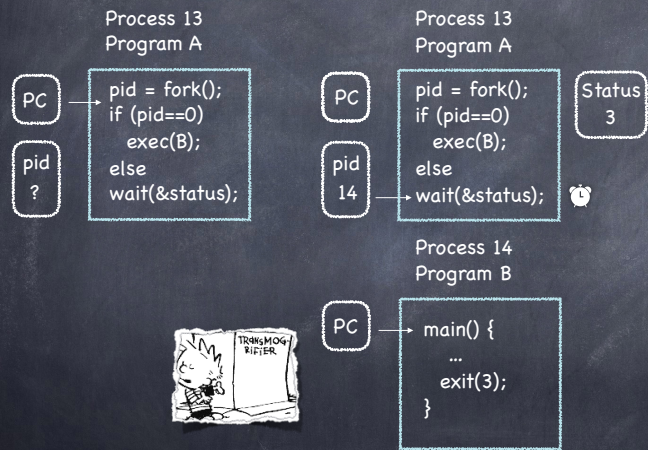 Process 13
Program A
PC
pid
?
pid = fork();
if (pid==0)
exec(B);
else
wait(&status);
Process 13
Program A
PC
pid
14
pid = fork();
if (pid==0)
exec(B);
else
wait(&status);
Status
3
Process 14
Program B
PC
main() {
...
exit(3);
}
TRANSMOG-
RIFIER